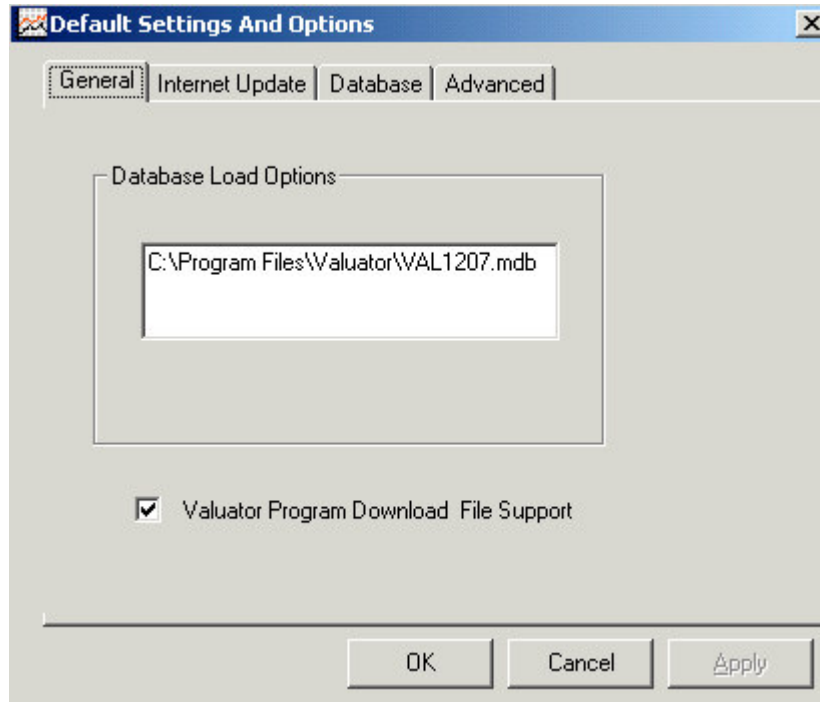 Default Settings And Options
General Internet Update Database Advanced
Database Load Options
C:\Program Files\Valuator\VAL1207.mdb
Valuator Program Download File Support
OK Cancel Apply